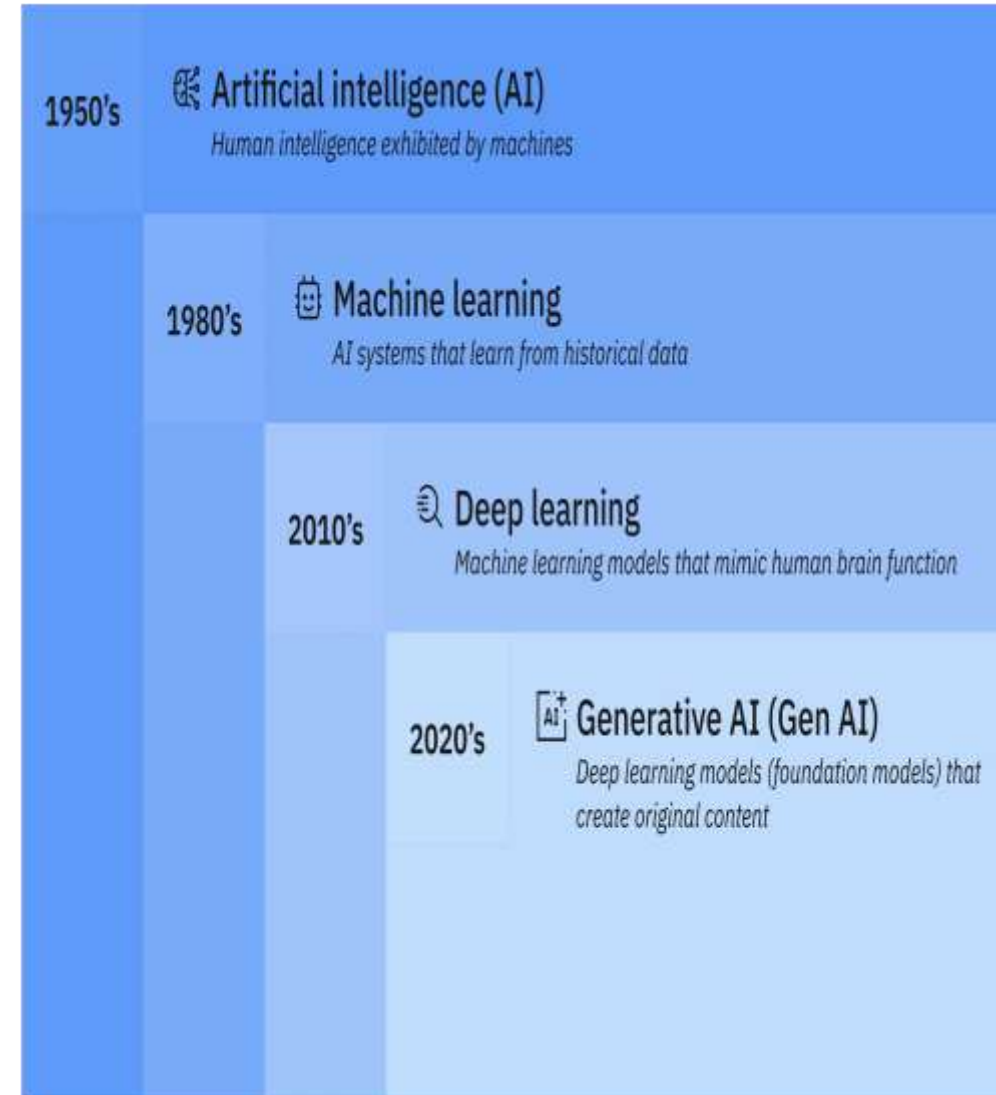 1950's
Artificial intelligence (AI)
Human intelligence exhibited by machines
1980's
Machine learning
AI systems that learn from historical data
2010's
Deep learning
Machine learning models that mimic human brain function
2020's
AI
Generative AI (Gen AI)
Deep learning models (foundation models) that
create original content